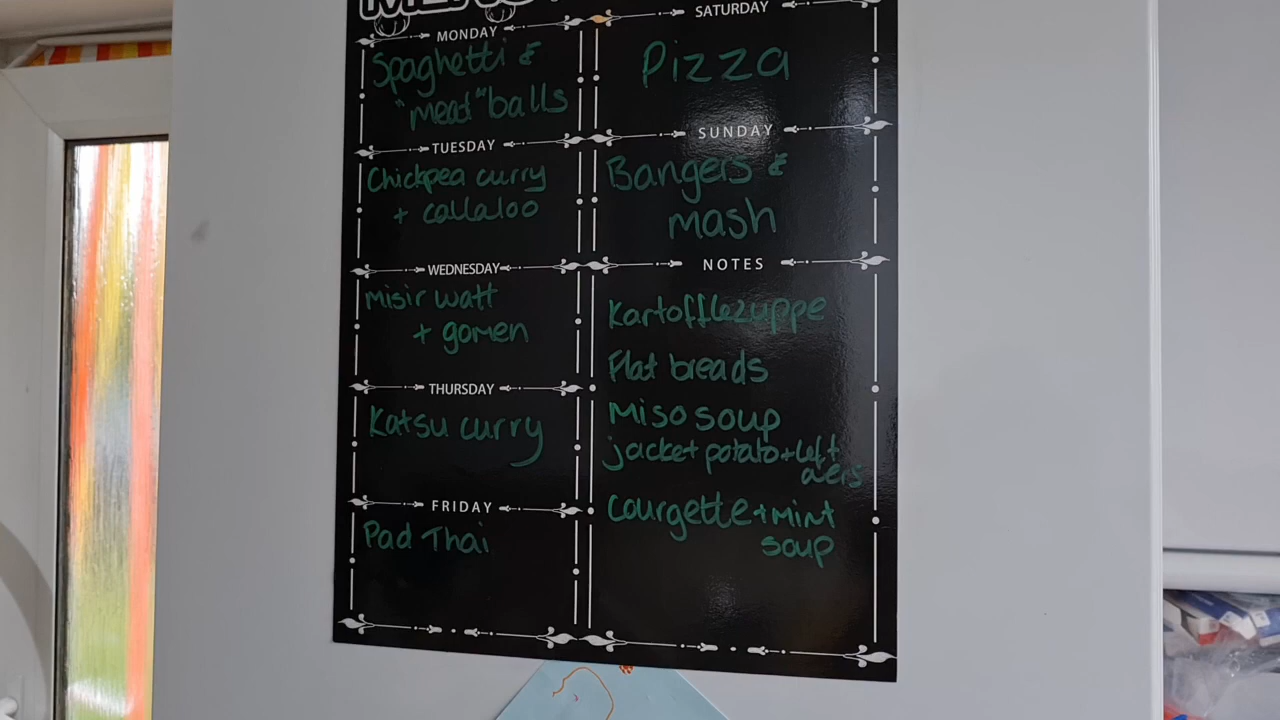 MENU
MONDAY
Spaghetti &
"meat" balls
TUESDAY
Chickpea curry
+ callaloo
WEDNESDAY
Misir watt
+ gomen
THURSDAY
Katsu curry
FRIDAY
Pad Thai
SATURDAY
Pizza
SUNDAY
Bangers &
mash
NOTES
Kartofflezuppe
Flat breads
Miso soup
jacket potato + left
overs
Courgette + Mint
soup